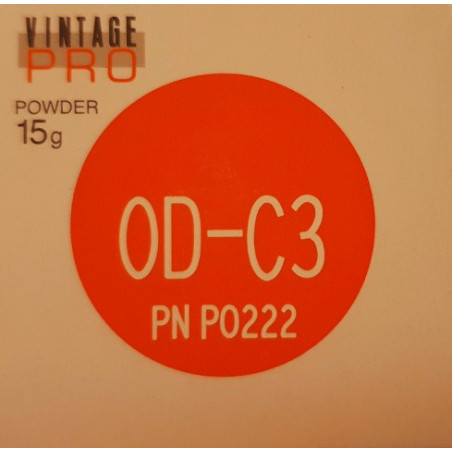 VINTAGE
PRO
POWDER
15g
OD-C3
PN P0222